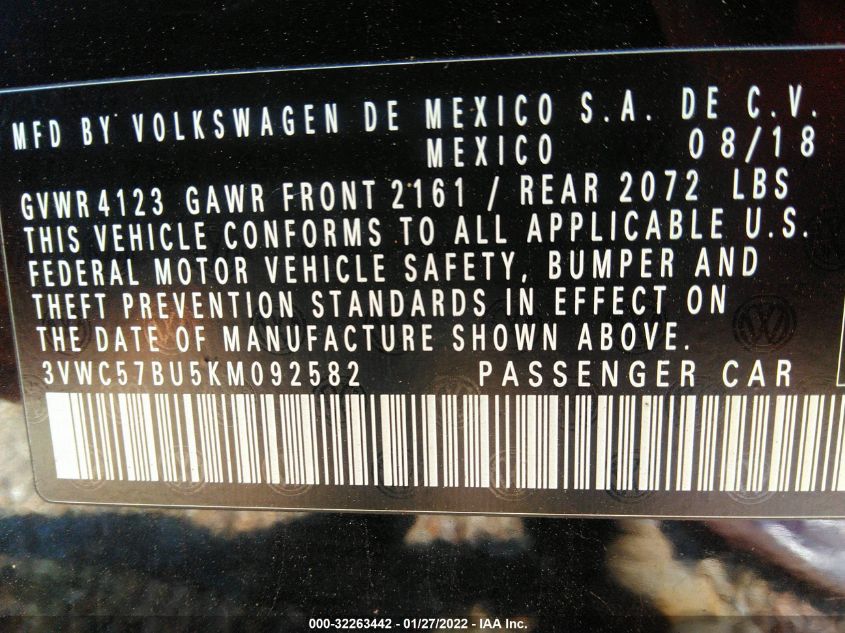 MFD BY VOLKSWAGEN DE MEXICO S.A. DE C.V.
MEXICO 08/18
GVWR 4123 GAWR FRONT 2161 / REAR 2072 LBS
THIS VEHICLE CONFORMS TO ALL APPLICABLE U.S.
FEDERAL MOTOR VEHICLE SAFETY, BUMPER AND
THEFT PREVENTION STANDARDS IN EFFECT ON
THE DATE OF MANUFACTURE SHOWN ABOVE.
3VWC57BU5KM092582 PASSENGER CAR
000-32263442 - 01/27/2022 - IAA Inc.